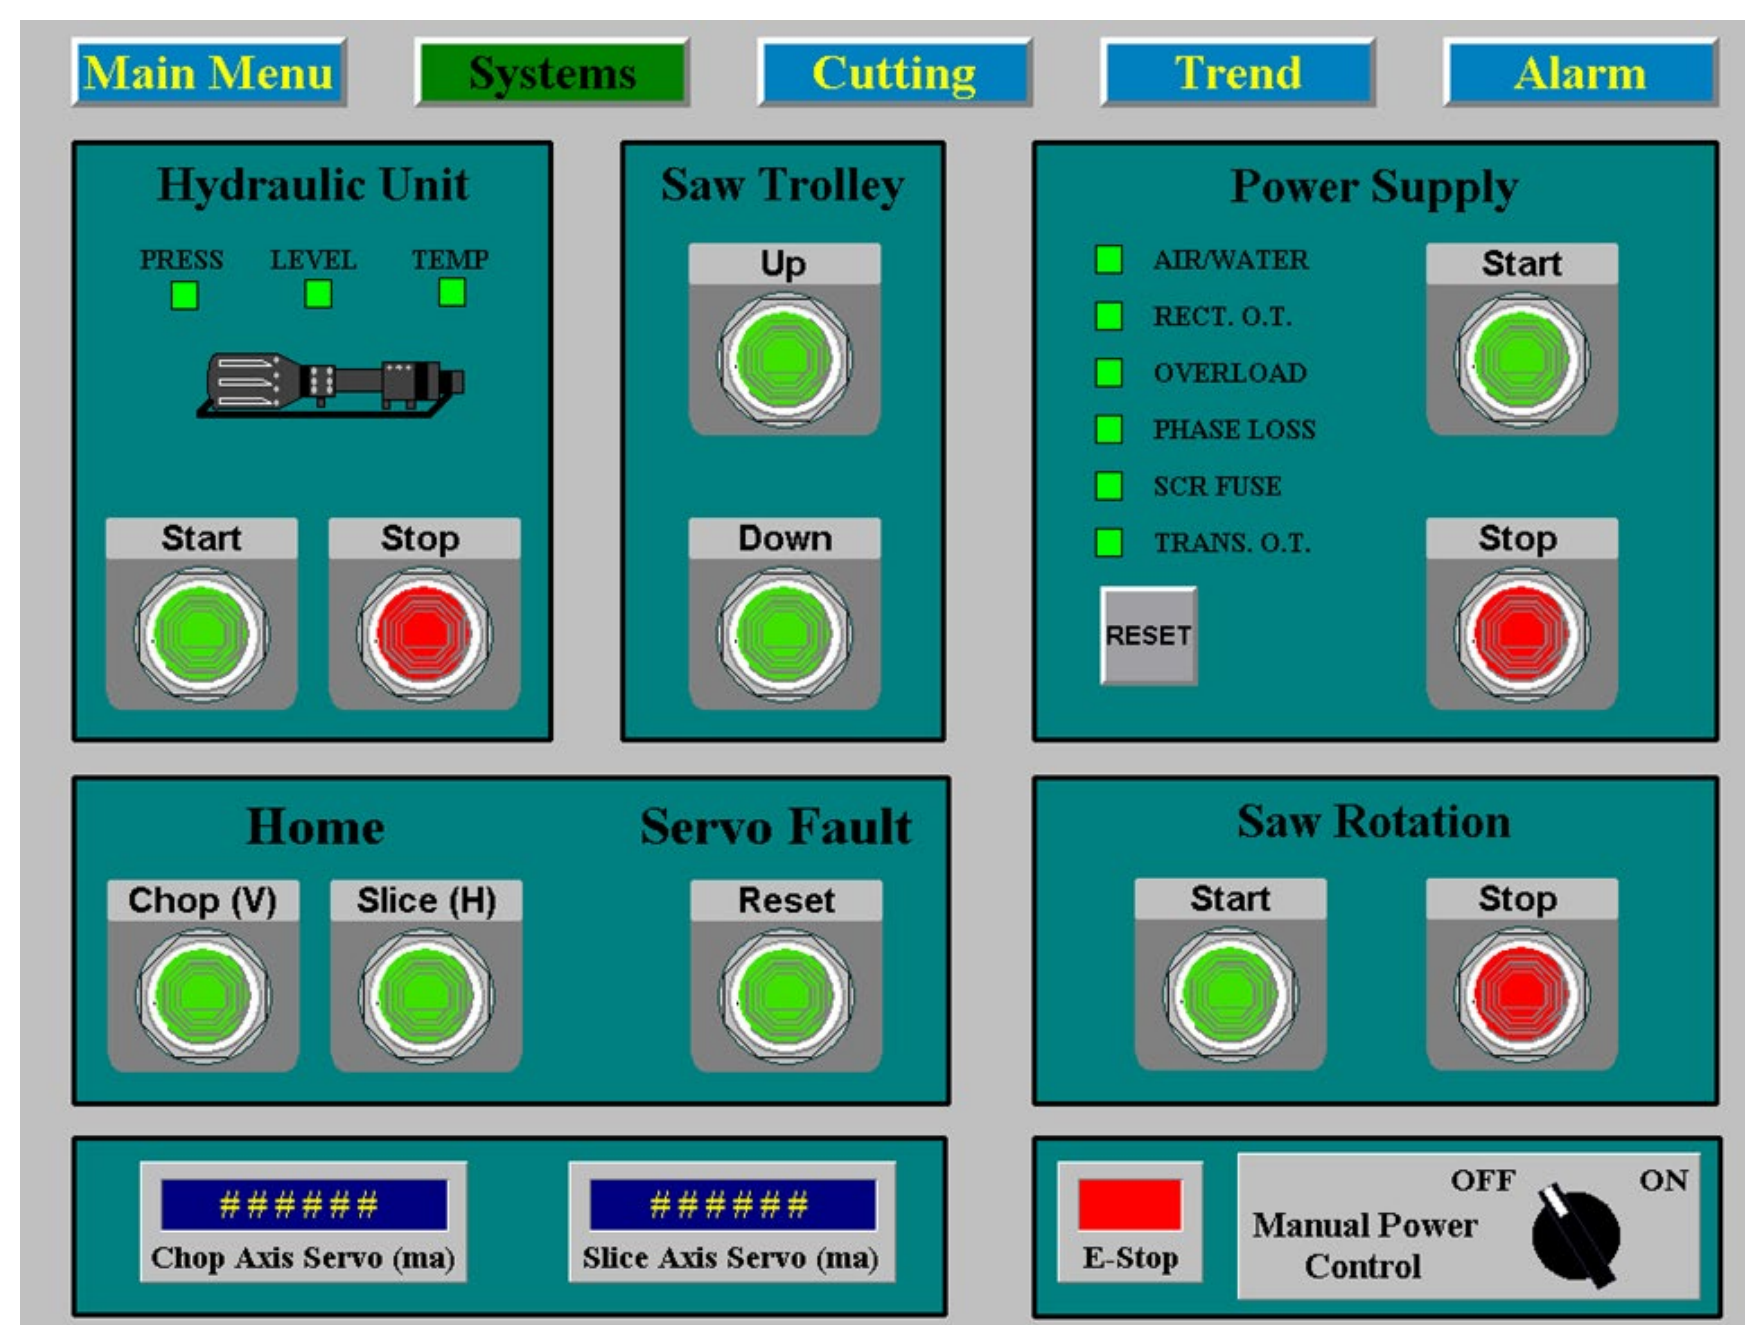 Main Menu
Systems
Cutting
Trend
Alarm
Hydraulic Unit
PRESS LEVEL TEMP
Start
Stop
Saw Trolley
Up
Down
Power Supply
AIR/WATER
RECT. O.T.
OVERLOAD
PHASE LOSS
SCR FUSE
TRANS. O.T.
RESET
Start
Stop
Home
Chop (V)
Slice (H)
Servo Fault
Reset
Saw Rotation
Start
Stop
######
Chop Axis Servo (ma)
######
Slice Axis Servo (ma)
E-Stop
OFF
ON
Manual Power
Control